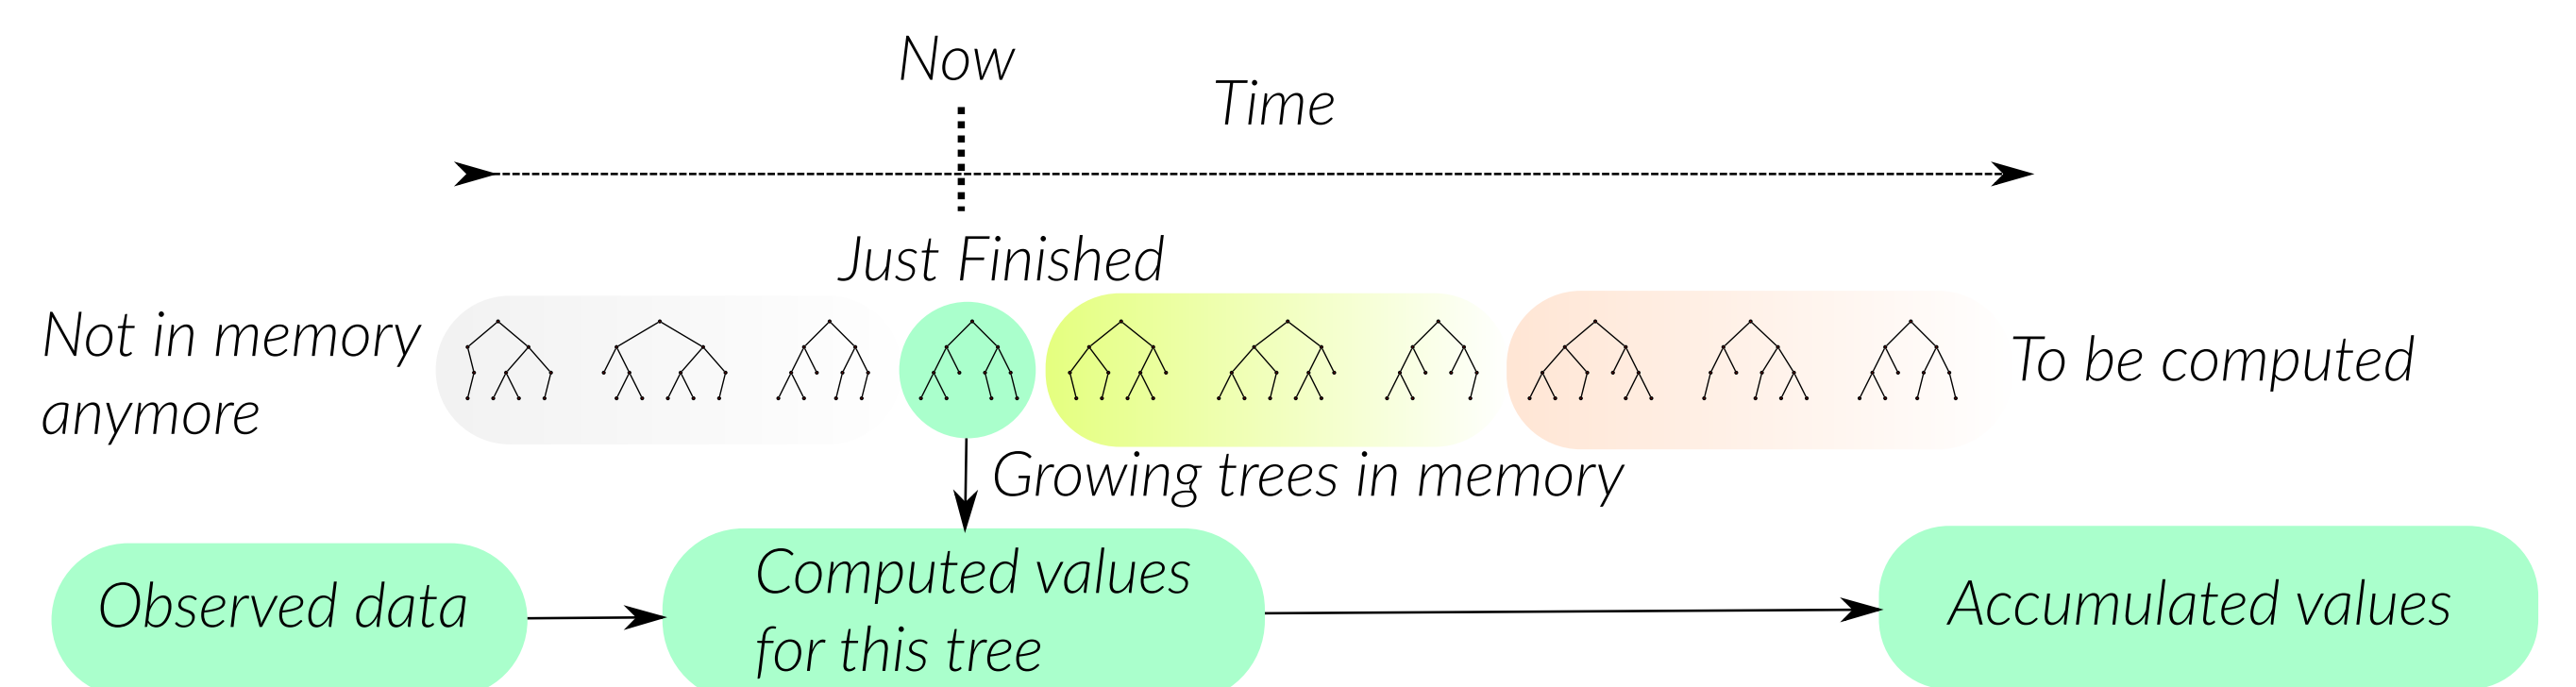 Now
Time
Just Finished
Not in memory
anymore
To be computed
Growing trees in memory
Observed data
Computed values
for this tree
Accumulated values